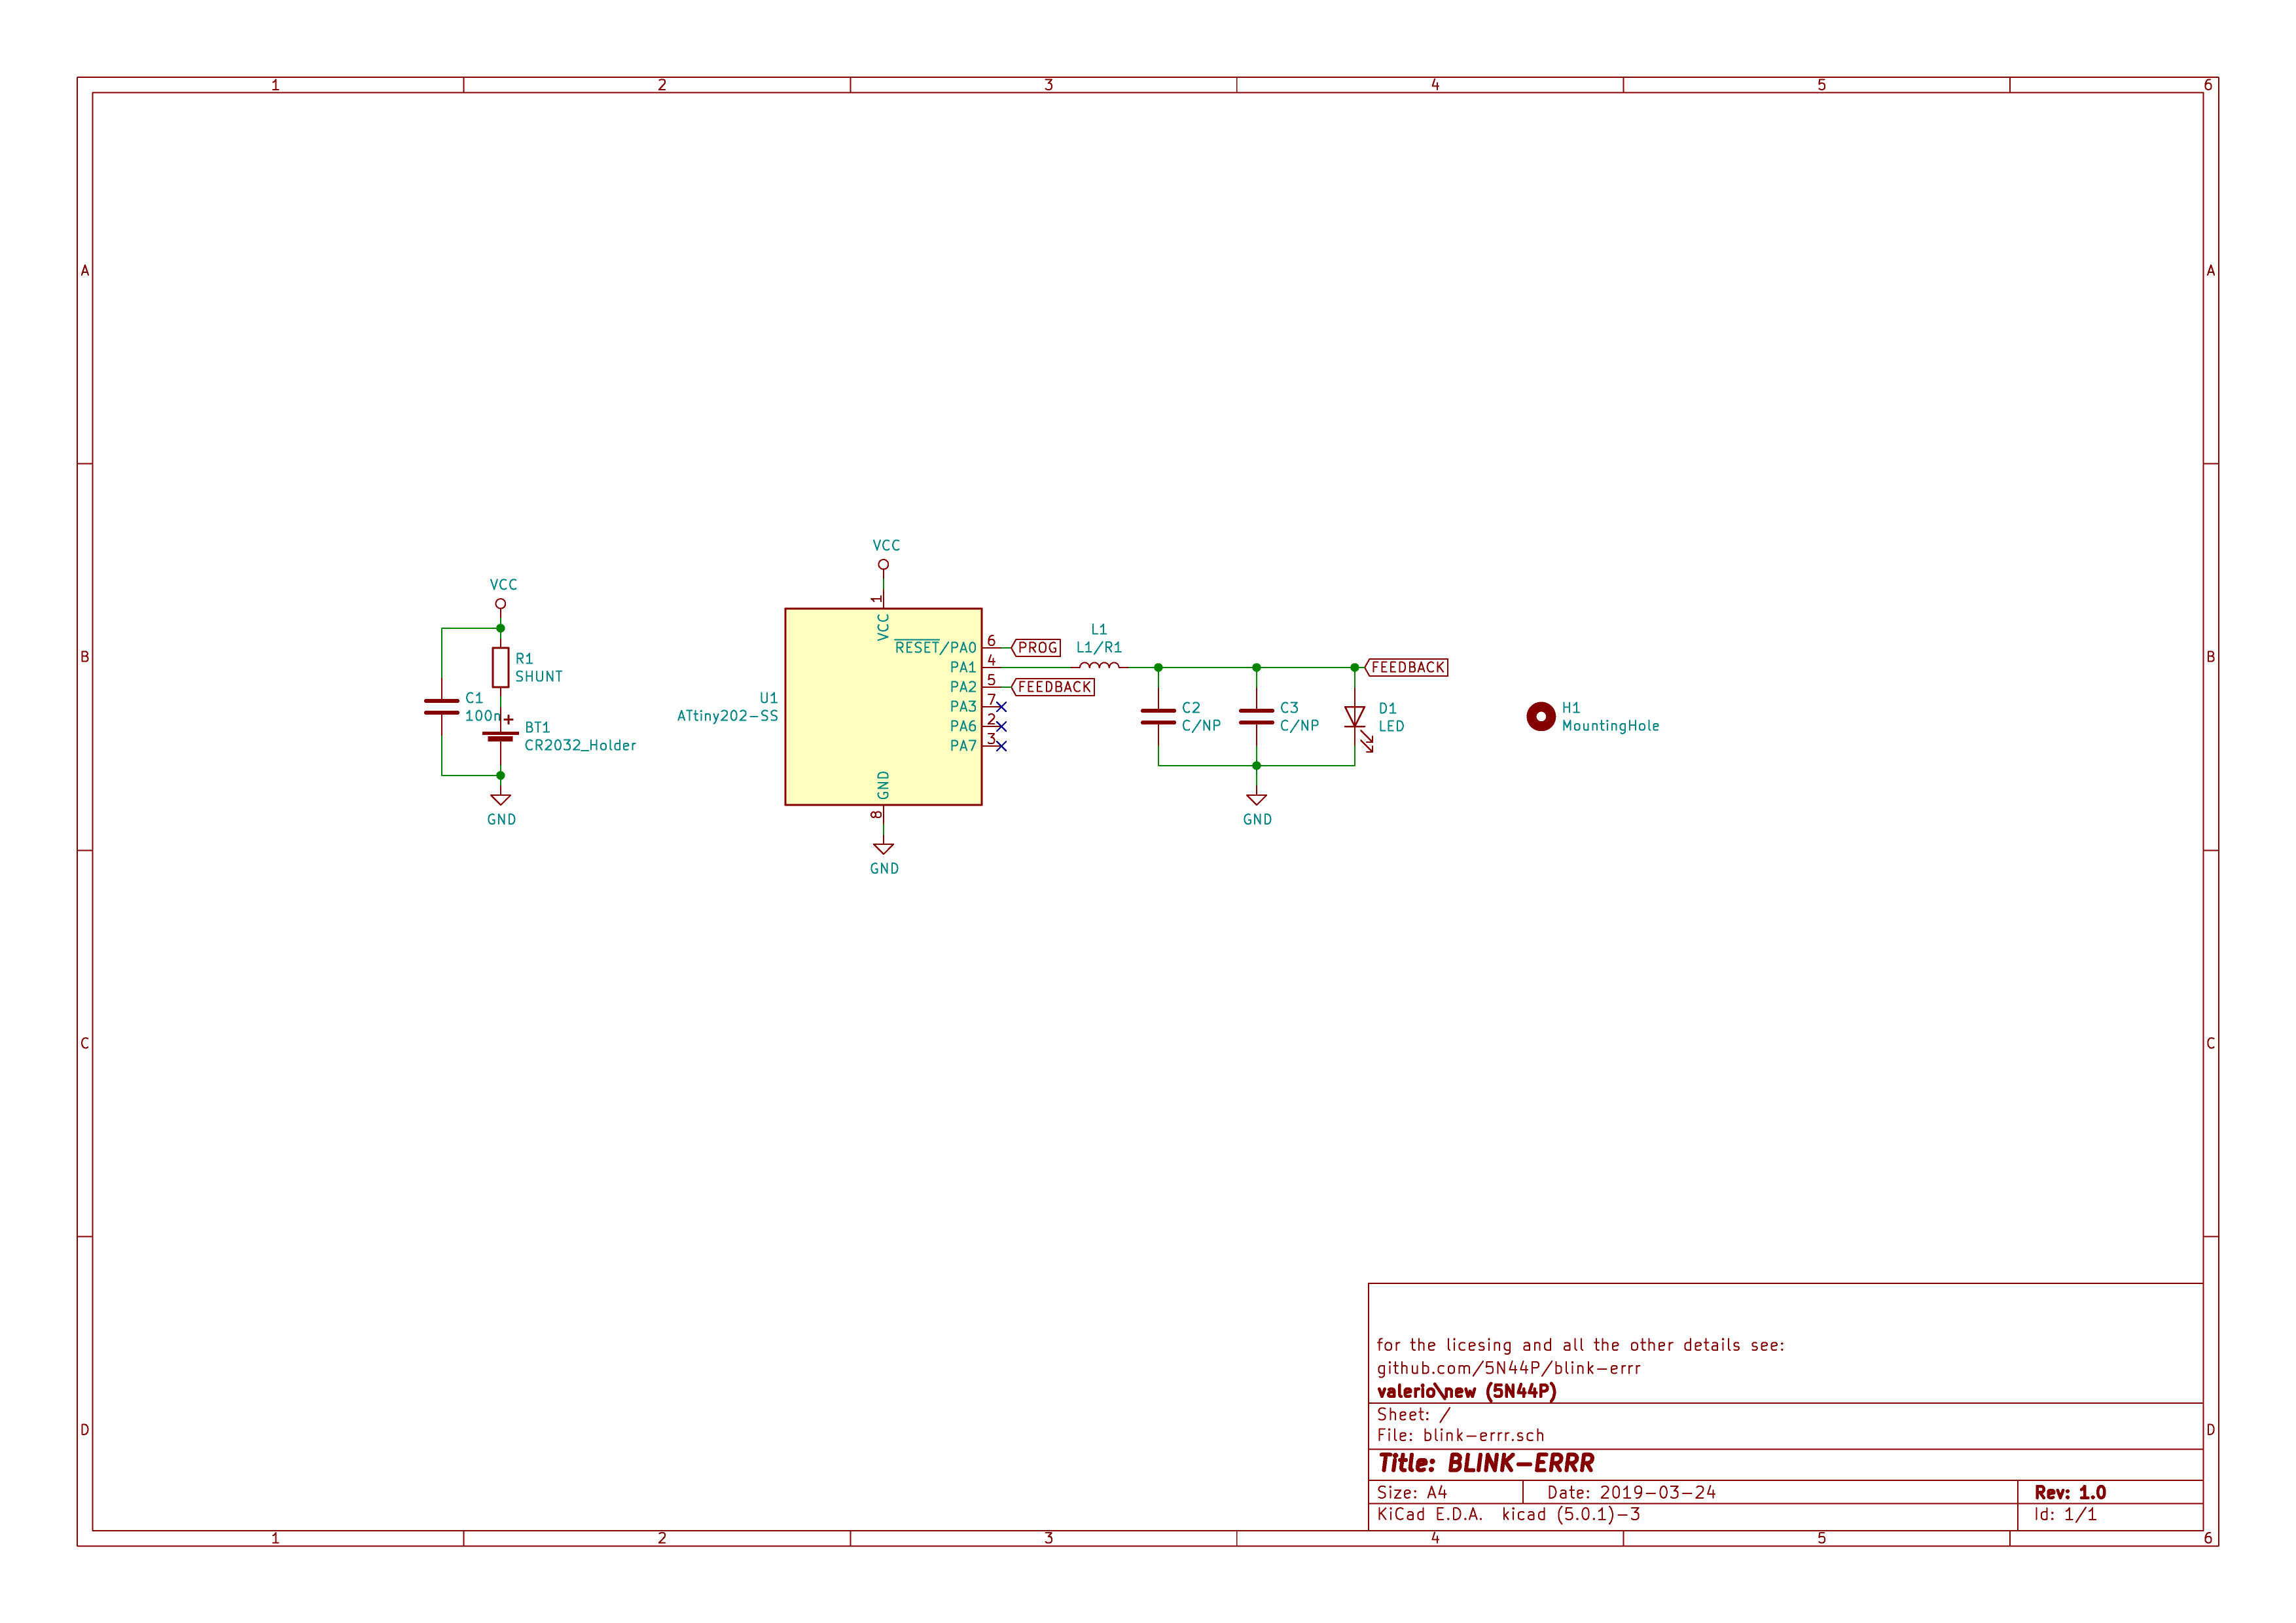 1 2 3 4 5 6
A A
VCC
VCC
1
VCC
R1
SHUNT
C1
100n
+
BT1
CR2032_Holder
GND
U1
ATtiny202-SS
RESET/PA0 6 PROG
PA1 4
PA2 5 FEEDBACK
PA3 7
PA6 2
PA7 3
GND
8
GND
L1
L1/R1
FEEDBACK
C2
C/NP
C3
C/NP
D1
LED
GND
H1
MountingHole
B B
C C
for the licesing and all the other details see:
github.com/5N44P/blink-errr
valerio\new (5N44P)
Sheet: /
File: blink-errr.sch
Title: BLINK-ERRR
Size: A4 Date: 2019-03-24 Rev: 1.0
KiCad E.D.A. kicad (5.0.1)-3 Id: 1/1
D D
1 2 3 4 5 6